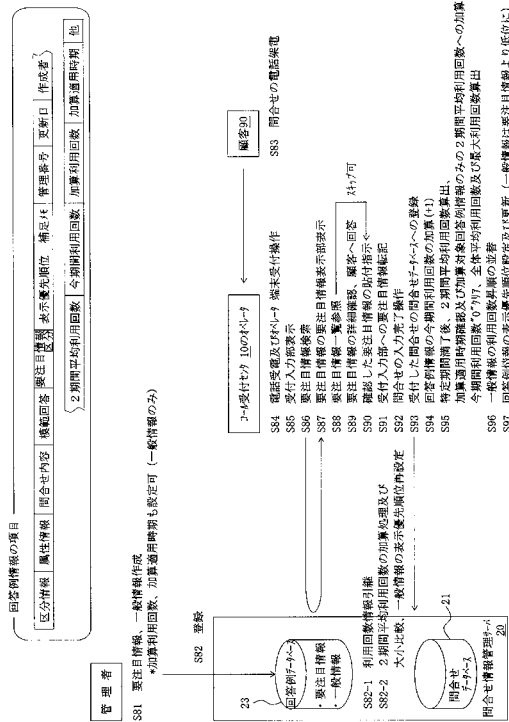 回答例情報の項目
区分情報 属性情報 問合せ内容 模範回答 要注目情報区分 表示優先順位 補足メモ 管理番号 更新日 作成者
2期間平均利用回数 今期間利用回数 加算利用回数 加算適用時期 他
管理者
S81 要注目情報、一般情報作成
*加算利用回数、加算適用時期も設定可(一般情報のみ)
S82 登録
23
回答例データベース
・要注目情報
・一般情報
S82-1 利用回数情報引継
S82-2 2期間平均利用回数の加算処理及び
大小比較、一般情報の表示優先順位再設定
21
問合せ
データベース
問合せ情報管理サーバ
20
コール受付センタ 10のオペレータ
顧客90
S83 問合せの電話架電
S84 電話受電及びオペレータ端末受付操作
S85 受付入力部表示
S86 要注目情報検索
S87 要注目情報の要注目情報表示部表示
S88 要注目情報一覧参照
S89 要注目情報の詳細確認、顧客へ回答
スキップ可
S90 確認した要注目情報の貼付指示
S91 受付入力部への要注目情報転記
S92 問合せの入力完了操作
S93 受付した問合せの問合せデータベースへの登録
S94 回答例情報の今期間利用回数の加算(+1)
S95 特定期間満了後、2期間平均利用回数算出、
加算適用時期確認及び加算対象回答例情報のみの2期間平均利用回数への加算
今期間利用回数"0"クリア、全体平均利用回数及び最大利用回数算出
S96 一般情報の利用回数昇順の並替
S97 回答例情報の表示優先順位設定及び更新(一般情報は要注目情報より低位に)